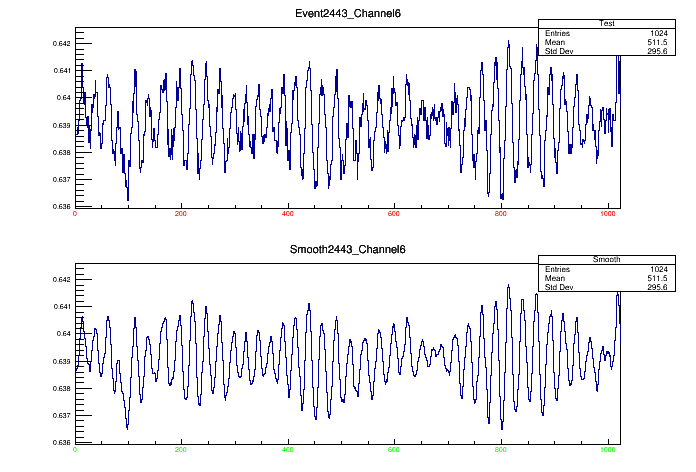 Event2443_Channel6
Test
Entries 1024
Mean 511.5
Std Dev 295.6
0.642
0.641
0.64
0.639
0.638
0.637
0.636
0 200 400 600 800 1000
Smooth2443_Channel6
Smooth
Entries 1024
Mean 511.5
Std Dev 295.6
0.642
0.641
0.64
0.639
0.638
0.637
0.636
0 200 400 600 800 1000